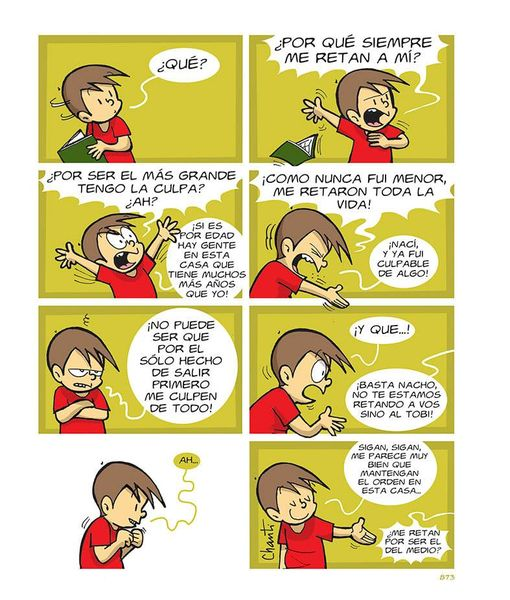 ¿QUÉ?
¿POR QUÉ SIEMPRE
ME RETAN A MÍ?
¿POR SER EL MÁS GRANDE
TENGO LA CULPA?
¿AH?
¡SI ES
POR EDAD
HAY GENTE
EN ESTA
CASA QUE
TIENE MUCHOS
MÁS AÑOS
QUE YO!
¡COMO NUNCA FUI MENOR,
ME RETARON TODA LA
VIDA!
¡NACÍ,
Y YA FUI
CULPABLE
DE ALGO!
¡NO PUEDE
SER QUE
POR EL
SÓLO HECHO
DE SALIR
PRIMERO
ME CULPEN
DE TODO!
¡Y QUE...!
¡BASTA NACHO,
NO TE ESTAMOS
RETANDO A VOS
SINO AL TOBI!
AH...
SIGAN, SIGAN,
ME PARECE MUY
BIEN QUE
MANTENGAN
EL ORDEN EN
ESTA CASA...
¿ME RETAN
POR SER EL
DEL MEDIO?
Chanti
873